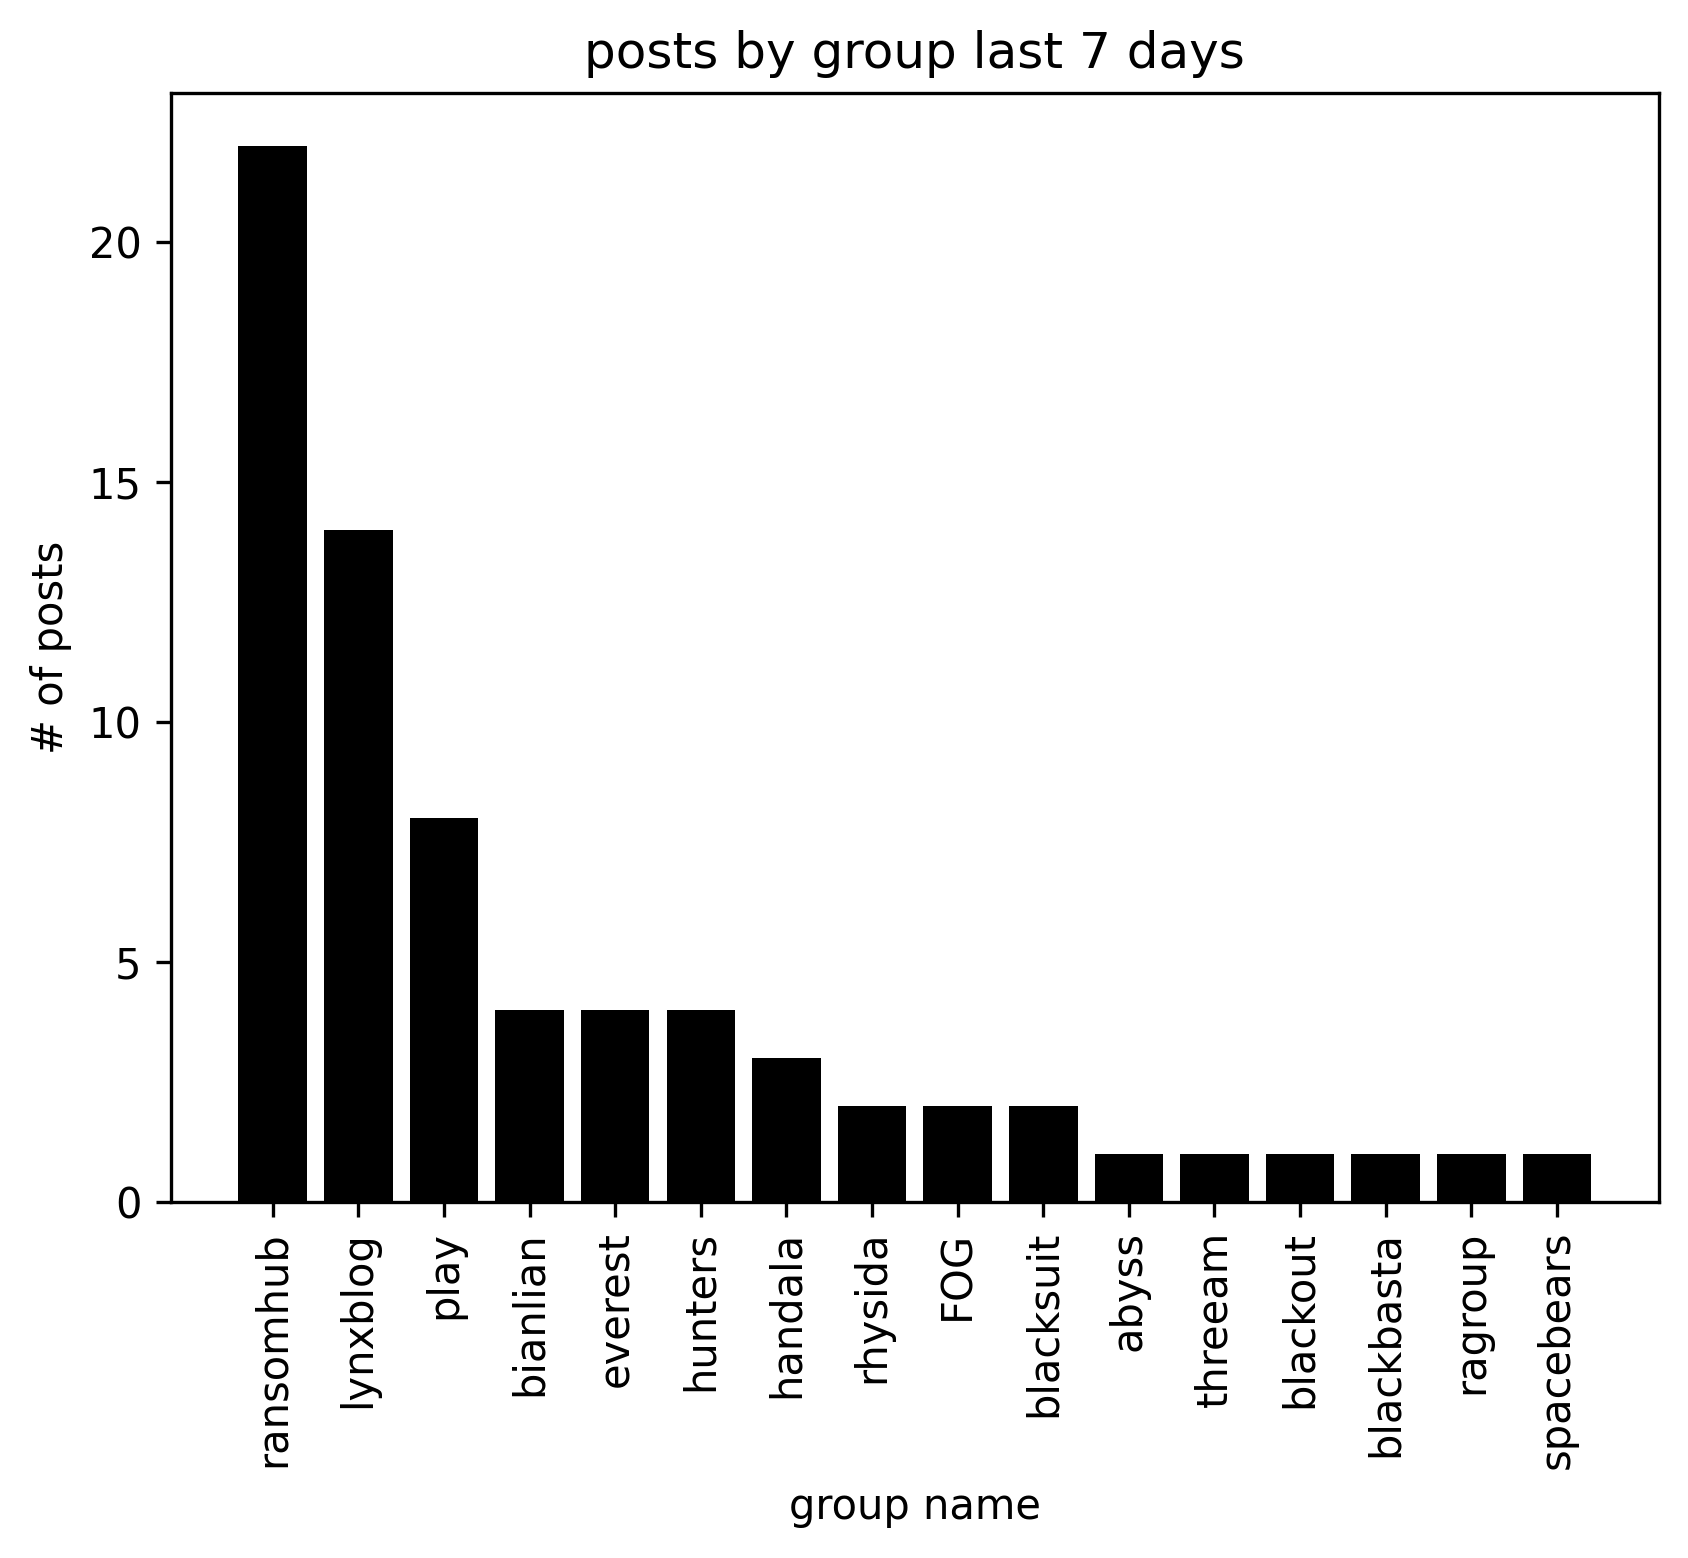 posts by group last 7 days
# of posts
20
15
10
5
0
ransomhub
lynxblog
play
bianlian
everest
hunters
handala
rhysida
FOG
blacksuit
abyss
threeam
blackout
blackbasta
ragroup
spacebears
group name